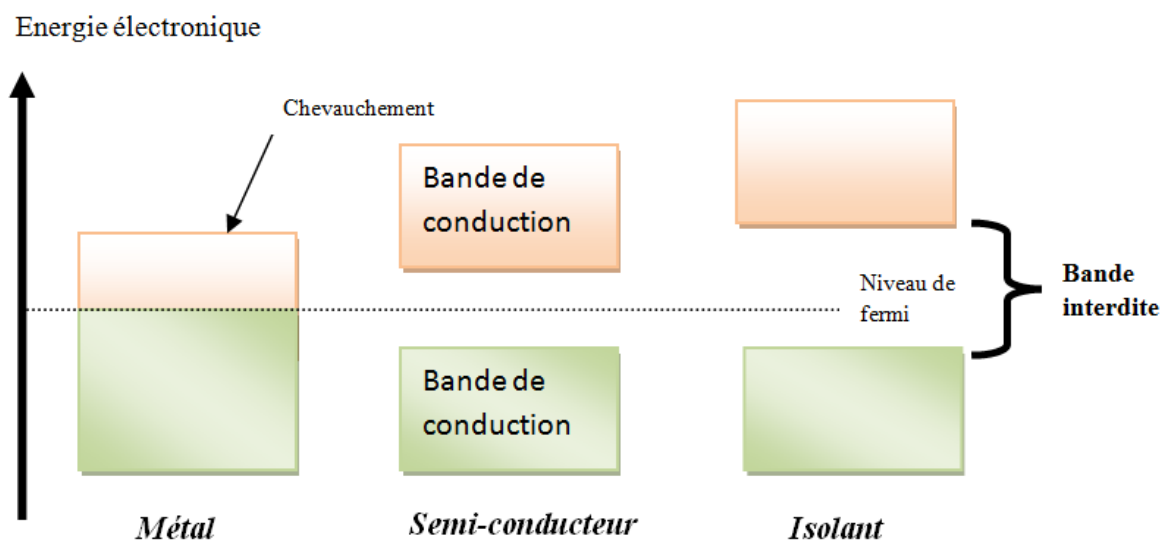 Energie électronique
Chevauchement
Bande de
conduction
Niveau de
fermi
Bande
interdite
Bande de
conduction
Métal
Semi-conducteur
Isolant